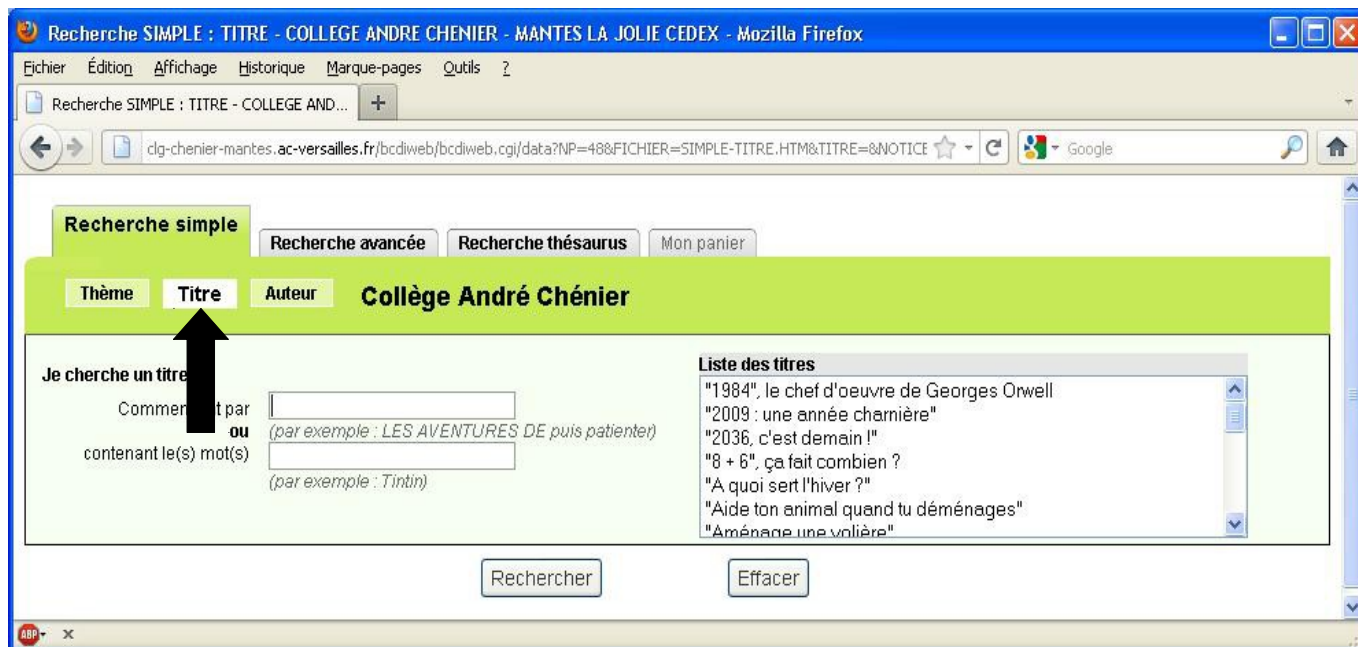 Recherche SIMPLE : TITRE - COLLEGE ANDRE CHENIER - MANTES LA JOLIE CEDEX - Mozilla Firefox
Fichier Édition Affichage Historique Marque-pages Outils ?
Recherche SIMPLE : TITRE - COLLEGE AND... +
clg-chenier-mantes.ac-versailles.fr/bcdiweb/bcdiweb.cgi/data?NP=48&FICHIER=SIMPLE-TITRE.HTM&TITRE=&NOTICE Google
Recherche simple Recherche avancée Recherche thésaurus Mon panier
Thème Titre Auteur Collège André Chénier
Je cherche un titre
Liste des titres
Commen t par
ou (par exemple : LES AVENTURES DE puis patienter)
contenant le(s) mot(s)
(par exemple : Tintin)
"1984", le chef d'oeuvre de Georges Orwell
"2009 : une année charnière"
"2036, c'est demain !"
"8 + 6", ça fait combien ?
"A quoi sert l'hiver ?"
"Aide ton animal quand tu déménages"
"Aménage une volière"
Rechercher Effacer
ABP x